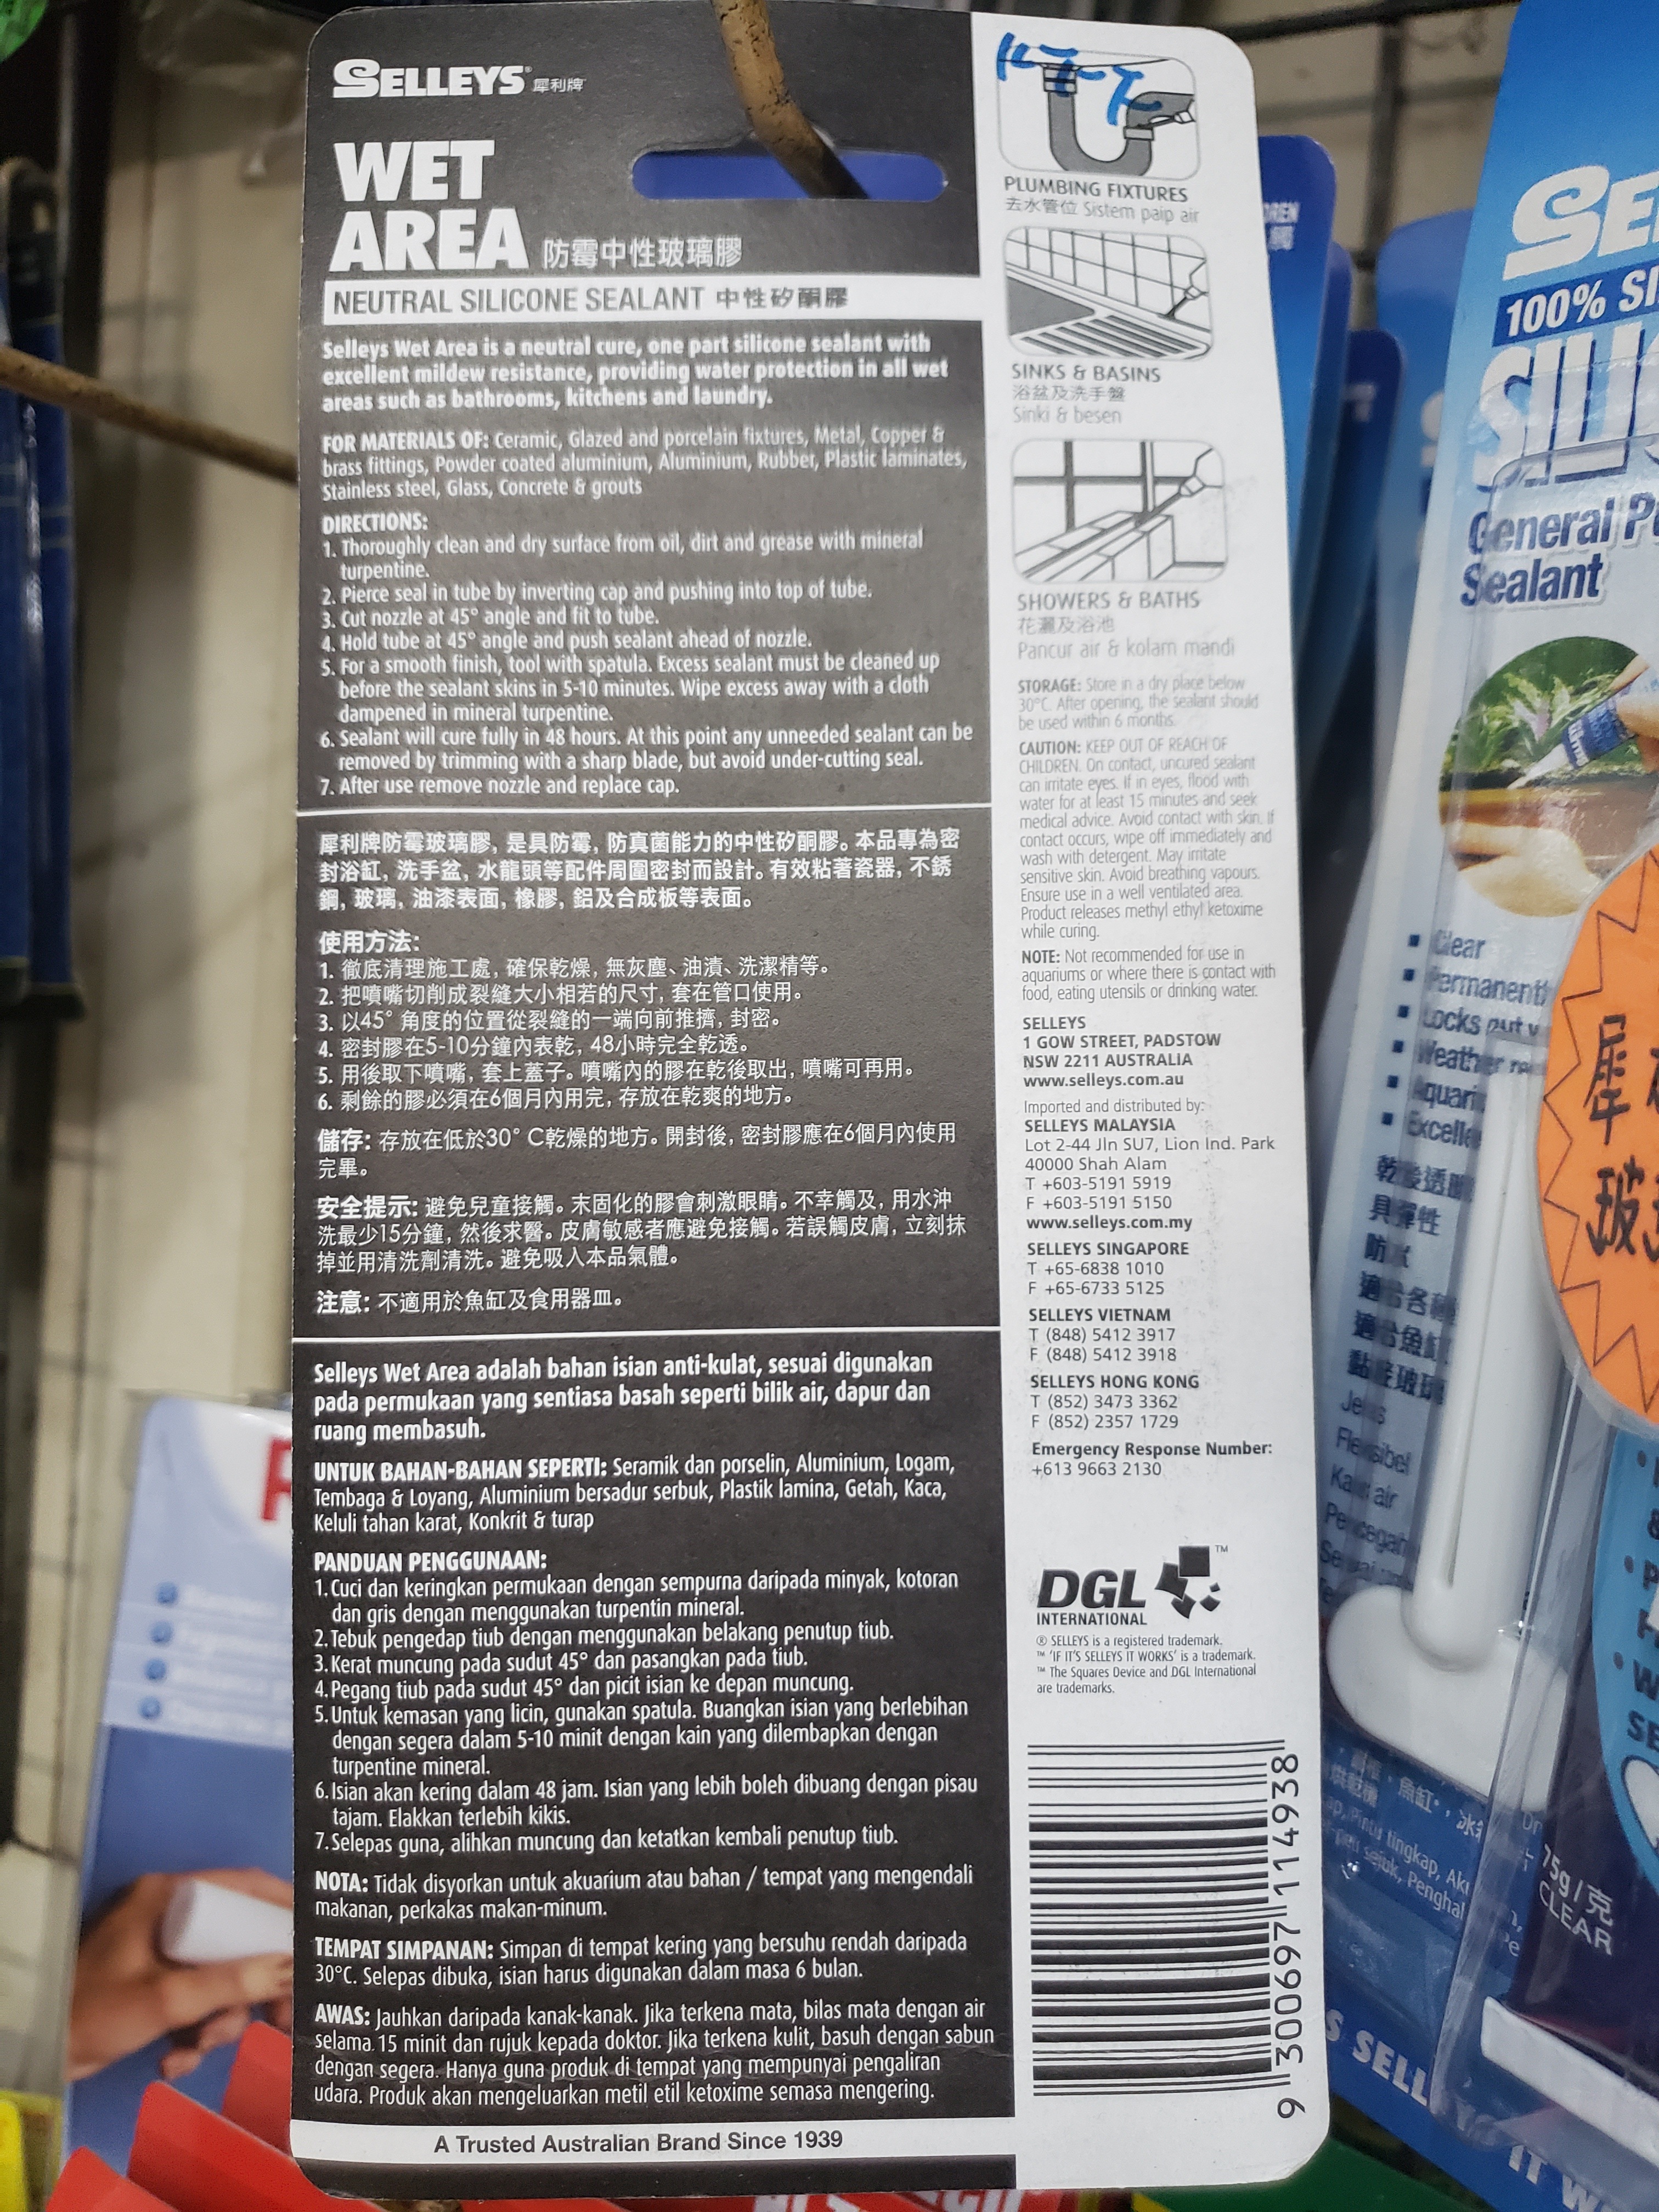 SELLEYS® 犀利牌
WET
AREA 防霉中性玻璃膠
NEUTRAL SILICONE SEALANT 中性矽酮膠
Selleys Wet Area is a neutral cure, one part silicone sealant with
excellent mildew resistance, providing water protection in all wet
areas such as bathrooms, kitchens and laundry.
FOR MATERIALS OF: Ceramic, Glazed and porcelain fixtures, Metal, Copper &
brass fittings, Powder coated aluminium, Aluminium, Rubber, Plastic laminates,
Stainless steel, Glass, Concrete & grouts
DIRECTIONS:
1. Thoroughly clean and dry surface from oil, dirt and grease with mineral
turpentine.
2. Pierce seal in tube by inverting cap and pushing into top of tube.
3. Cut nozzle at 45° angle and fit to tube.
4. Hold tube at 45° angle and push sealant ahead of nozzle.
5. For a smooth finish, tool with spatula. Excess sealant must be cleaned up
before the sealant skins in 5-10 minutes. Wipe excess away with a cloth
dampened in mineral turpentine.
6. Sealant will cure fully in 48 hours. At this point any unneeded sealant can be
removed by trimming with a sharp blade, but avoid under-cutting seal.
7. After use remove nozzle and replace cap.
犀利牌防霉玻璃膠, 是具防霉, 防真菌能力的中性矽酮膠。本品專為密
封浴缸, 洗手盆, 水龍頭等配件周圍密封而設計。有效粘著瓷器, 不銹
鋼, 玻璃, 油漆表面, 橡膠, 鋁及合成板等表面。
使用方法:
1. 徹底清理施工處, 確保乾燥, 無灰塵、油漬、洗潔精等。
2. 把噴嘴切削成裂縫大小相若的尺寸, 套在管口使用。
3. 以45° 角度的位置從裂縫的一端向前推擠, 封密。
4. 密封膠在5-10分鐘內表乾, 48小時完全乾透。
5. 用後取下噴嘴, 套上蓋子。噴嘴內的膠在乾後取出, 噴嘴可再用。
6. 剩餘的膠必須在6個月內用完, 存放在乾爽的地方。
儲存: 存放在低於30° C乾燥的地方。開封後, 密封膠應在6個月內使用
完畢。
安全提示: 避免兒童接觸。末固化的膠會刺激眼睛。不幸觸及, 用水沖
洗最少15分鐘, 然後求醫。皮膚敏感者應避免接觸。若誤觸皮膚, 立刻抹
掉並用清洗劑清洗。避免吸入本品氣體。
注意: 不適用於魚缸及食用器皿。
Selleys Wet Area adalah bahan isian anti-kulat, sesuai digunakan
pada permukaan yang sentiasa basah seperti bilik air, dapur dan
ruang membasuh.
UNTUK BAHAN-BAHAN SEPERTI: Seramik dan porselin, Aluminium, Logam,
Tembaga & Loyang, Aluminium bersadur serbuk, Plastik lamina, Getah, Kaca,
Keluli tahan karat, Konkrit & turap
PANDUAN PENGGUNAAN:
1. Cuci dan keringkan permukaan dengan sempurna daripada minyak, kotoran
dan gris dengan menggunakan turpentin mineral.
2. Tebuk pengedap tiub dengan menggunakan belakang penutup tiub.
3. Kerat muncung pada sudut 45° dan pasangkan pada tiub.
4. Pegang tiub pada sudut 45° dan picit isian ke depan muncung.
5. Untuk kemasan yang licin, gunakan spatula. Buangkan isian yang berlebihan
dengan segera dalam 5-10 minit dengan kain yang dilembapkan dengan
turpentine mineral.
6. Isian akan kering dalam 48 jam. Isian yang lebih boleh dibuang dengan pisau
tajam. Elakkan terlebih kikis.
7. Selepas guna, alihkan muncung dan ketatkan kembali penutup tiub.
NOTA: Tidak disyorkan untuk akuarium atau bahan / tempat yang mengendali
makanan, perkakas makan-minum.
TEMPAT SIMPANAN: Simpan di tempat kering yang bersuhu rendah daripada
30°C. Selepas dibuka, isian harus digunakan dalam masa 6 bulan.
AWAS: Jauhkan daripada kanak-kanak. Jika terkena mata, bilas mata dengan air
selama 15 minit dan rujuk kepada doktor. Jika terkena kulit, basuh dengan sabun
dengan segera. Hanya guna produk di tempat yang mempunyai pengaliran
udara. Produk akan mengeluarkan metil etil ketoxime semasa mengering.
A Trusted Australian Brand Since 1939
PLUMBING FIXTURES
去水管位 Sistem paip air
SINKS & BASINS
浴盆及洗手盤
Sinki & besen
SHOWERS & BATHS
花灑及浴池
Pancur air & kolam mandi
STORAGE: Store in a dry place below
30°C. After opening, the sealant should
be used within 6 months.
CAUTION: KEEP OUT OF REACH OF
CHILDREN. On contact, uncured sealant
can irritate eyes. If in eyes, flood with
water for at least 15 minutes and seek
medical advice. Avoid contact with skin. If
contact occurs, wipe off immediately and
wash with detergent. May irritate
sensitive skin. Avoid breathing vapours.
Ensure use in a well ventilated area.
Product releases methyl ethyl ketoxime
while curing.
NOTE: Not recommended for use in
aquariums or where there is contact with
food, eating utensils or drinking water.
SELLEYS
1 GOW STREET, PADSTOW
NSW 2211 AUSTRALIA
www.selleys.com.au
Imported and distributed by:
SELLEYS MALAYSIA
Lot 2-44 Jln SU7, Lion Ind. Park
40000 Shah Alam
T +603-5191 5919
F +603-5191 5150
www.selleys.com.my
SELLEYS SINGAPORE
T +65-6838 1010
F +65-6733 5125
SELLEYS VIETNAM
T (848) 5412 3917
F (848) 5412 3918
SELLEYS HONG KONG
T (852) 3473 3362
F (852) 2357 1729
Emergency Response Number:
+613 9663 2130
DGL™
INTERNATIONAL
® SELLEYS is a registered trademark.
™ 'IF IT'S SELLEYS IT WORKS' is a trademark.
™ The Squares Device and DGL International
are trademarks.
9 300697 114938
100% SI
General P
Sealant
Clear
Permanent
Locks out
Weather
Aquari
具彈性
防水
75g/克
CLEAR
犀
玻